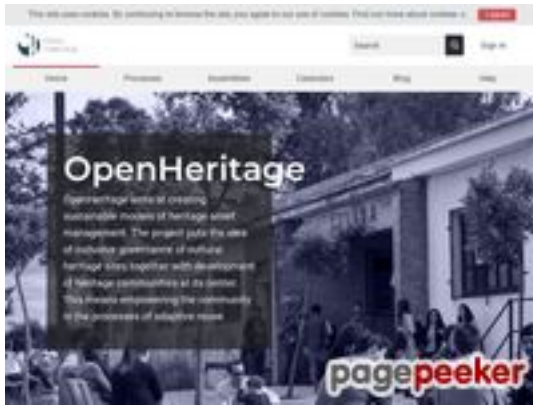 This site uses cookies. By continuing to browse the site, you agree to our use of cookies. Find out more about cookies.
Search
Sign In
Home
Processes
Assemblies
Calendars
Blog
Help
OpenHeritage
OpenHeritage aims at creating
sustainable models of heritage asset
management. The project puts the idea
of inclusive governance of cultural
heritage sites together with development
of heritage communities at its center.
This means empowering the community
in the processes of adaptive reuse
pagepeeker